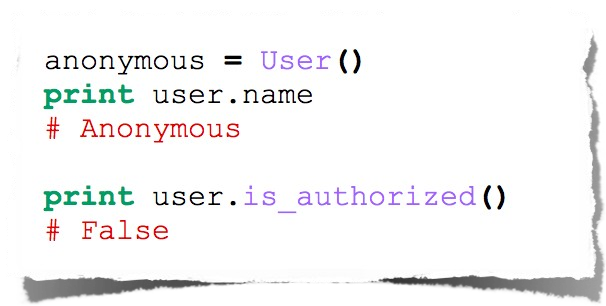 anonymous = User()
print user.name
# Anonymous
print user.is_authorized()
# False